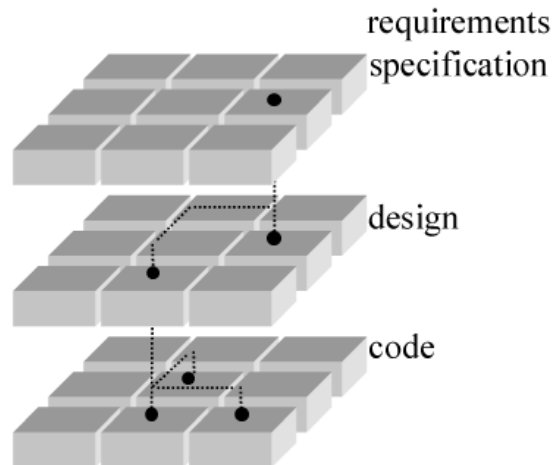 requirements
specification
design
code